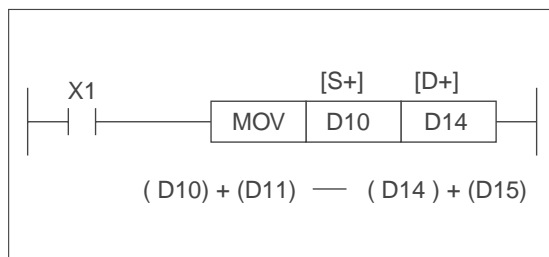 X1
[S+] [D+]
MOV D10 D14
( D10) + (D11) — ( D14 ) + (D15)